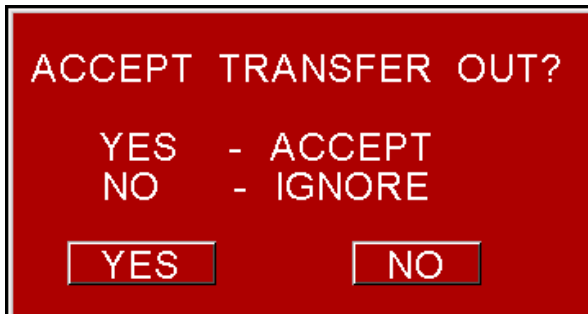 ACCEPT TRANSFER OUT?
YES - ACCEPT
NO - IGNORE
YES NO